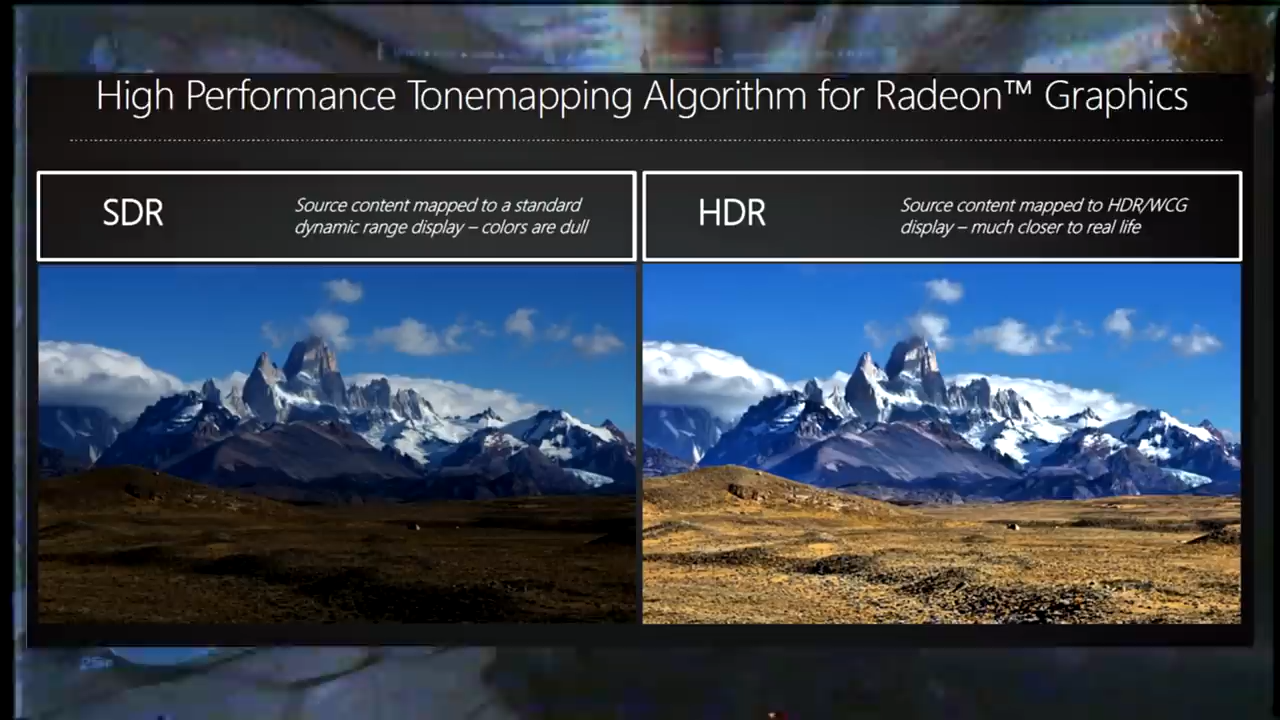 High Performance Tonemapping Algorithm for Radeon™ Graphics
SDR
Source content mapped to a standard
dynamic range display – colors are dull
HDR
Source content mapped to HDR/WCG
display – much closer to real life